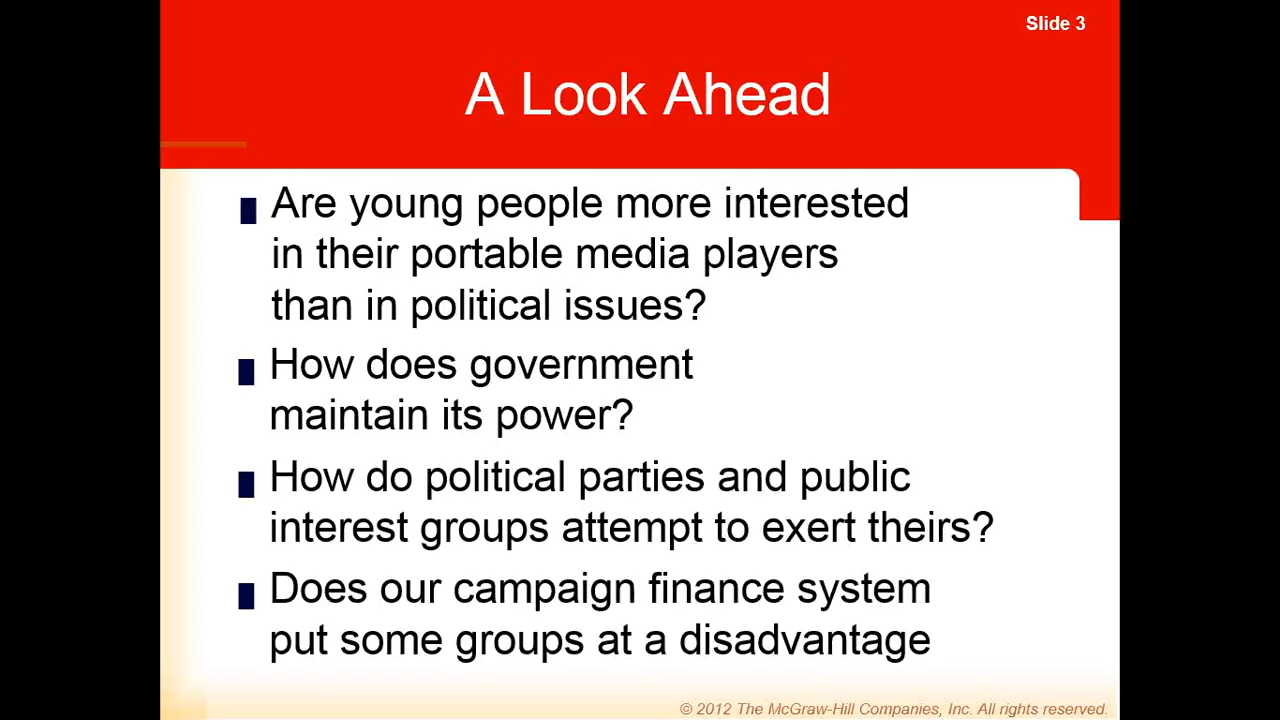 Slide 3
A Look Ahead
Are young people more interested
in their portable media players
than in political issues?
How does government
maintain its power?
How do political parties and public
interest groups attempt to exert theirs?
Does our campaign finance system
put some groups at a disadvantage
© 2012 The McGraw-Hill Companies, Inc. All rights reserved.